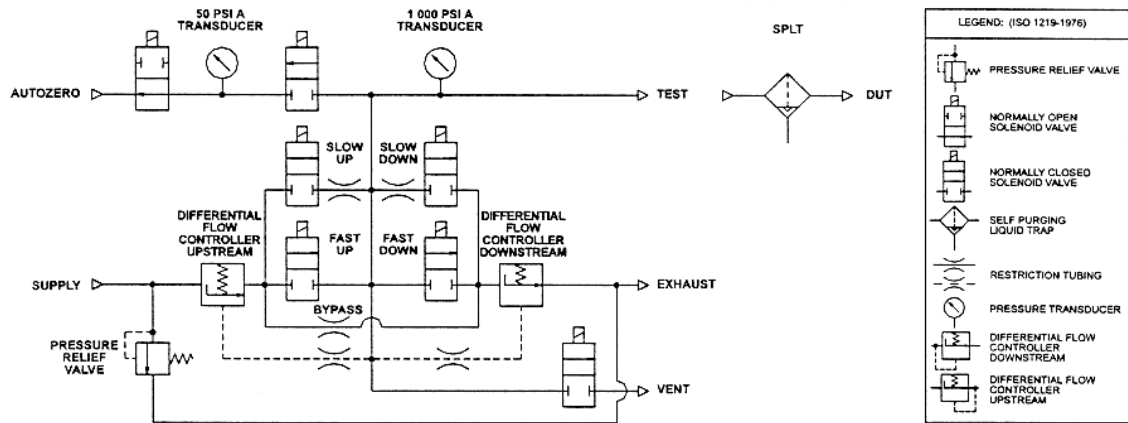 50 PSI A
TRANSDUCER
1 000 PSI A
TRANSDUCER
SPLT
AUTOZERO
TEST
DUT
SLOW
UP
SLOW
DOWN
DIFFERENTIAL
FLOW
CONTROLLER
UPSTREAM
FAST
UP
FAST
DOWN
DIFFERENTIAL
FLOW
CONTROLLER
DOWNSTREAM
SUPPLY
EXHAUST
BYPASS
PRESSURE
RELIEF
VALVE
VENT
LEGEND: (ISO 1219-1976)
PRESSURE RELIEF VALVE
NORMALLY OPEN
SOLENOID VALVE
NORMALLY CLOSED
SOLENOID VALVE
SELF PURGING
LIQUID TRAP
RESTRICTION TUBING
PRESSURE TRANSDUCER
DIFFERENTIAL FLOW
CONTROLLER
DOWNSTREAM
DIFFERENTIAL FLOW
CONTROLLER
UPSTREAM